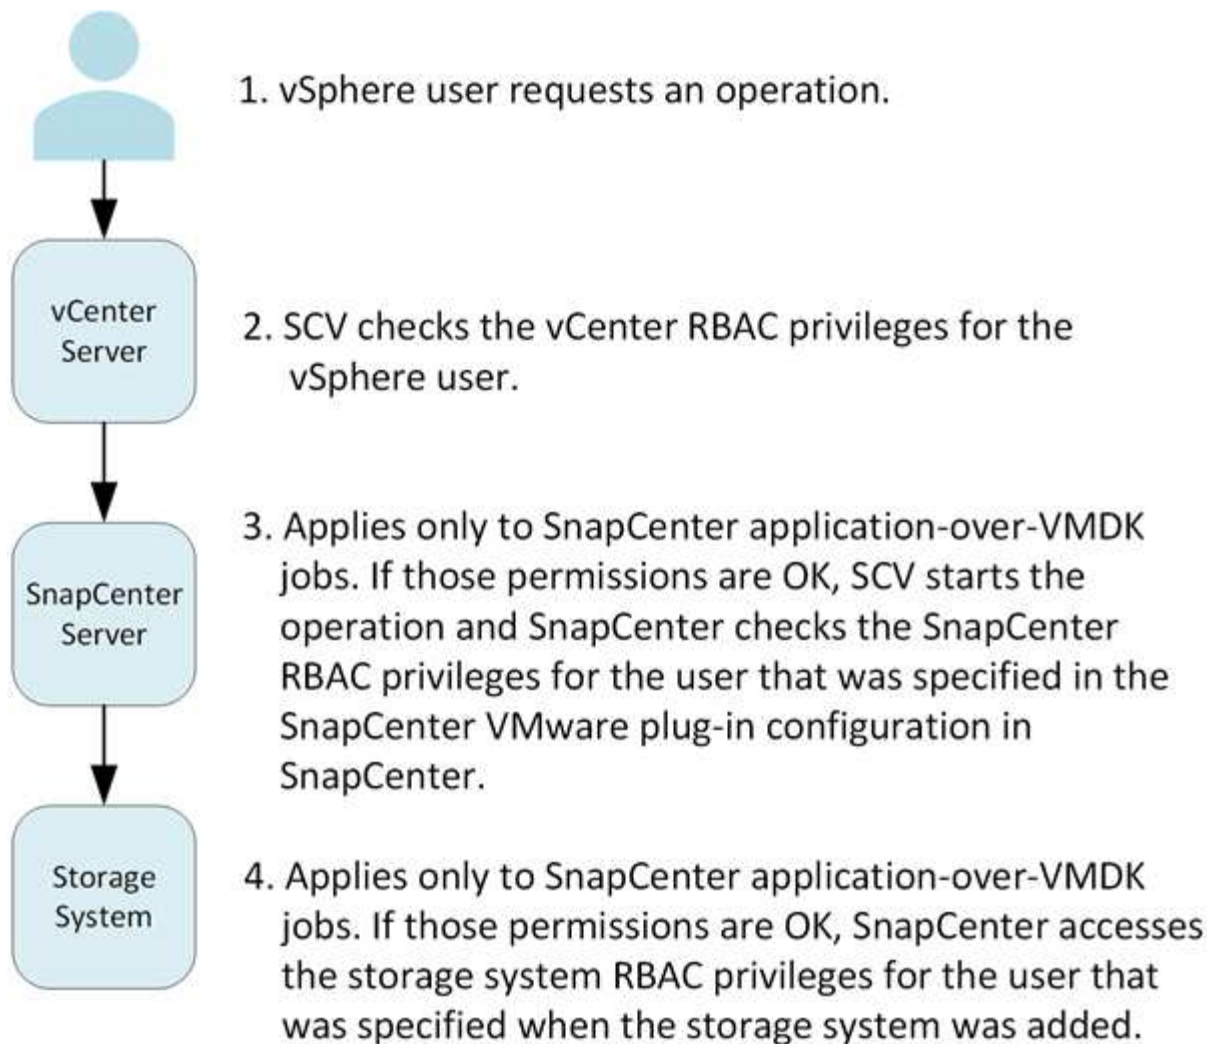 1. vSphere user requests an operation.
vCenter
Server
2. SCV checks the vCenter RBAC privileges for the
vSphere user.
SnapCenter
Server
3. Applies only to SnapCenter application-over-VMDK
jobs. If those permissions are OK, SCV starts the
operation and SnapCenter checks the SnapCenter
RBAC privileges for the user that was specified in the
SnapCenter VMware plug-in configuration in
SnapCenter.
Storage
System
4. Applies only to SnapCenter application-over-VMDK
jobs. If those permissions are OK, SnapCenter accesses
the storage system RBAC privileges for the user that
was specified when the storage system was added.